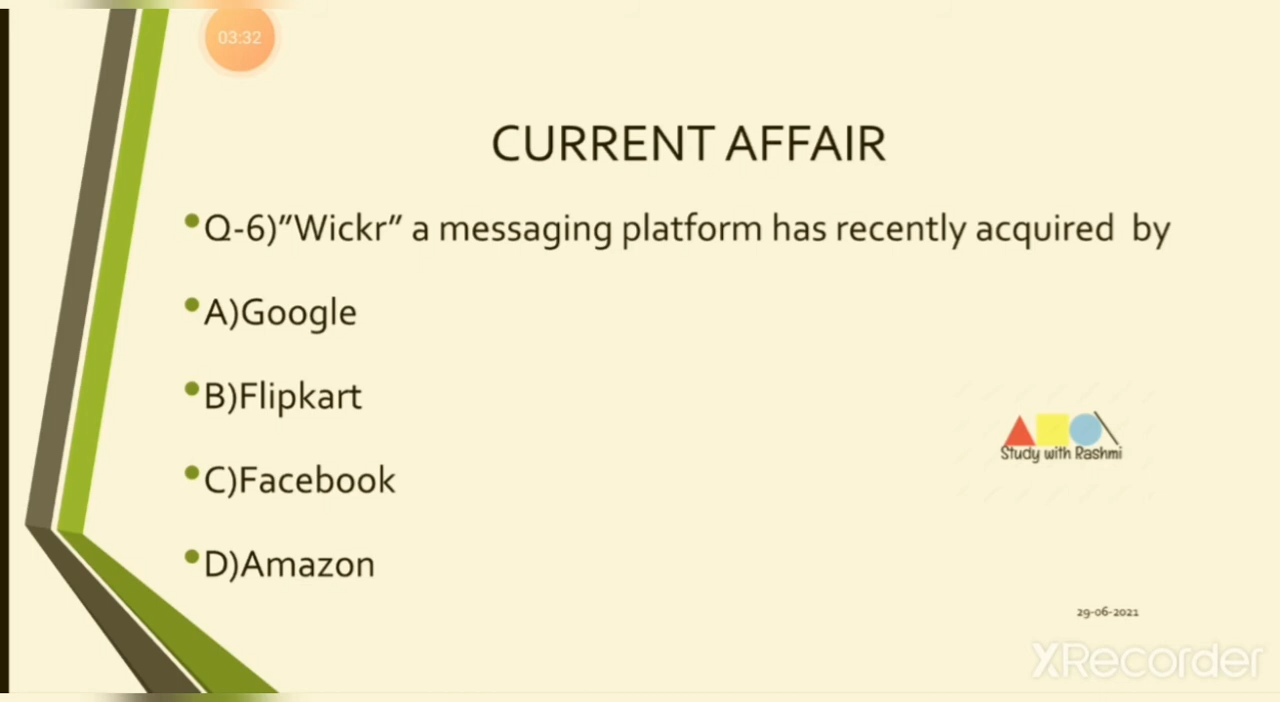 03:32
CURRENT AFFAIR
•Q-6)”Wickr” a messaging platform has recently acquired by
•A)Google
•B)Flipkart
•C)Facebook
•D)Amazon
Study with Rashmi
29-06-2021
XRecorder